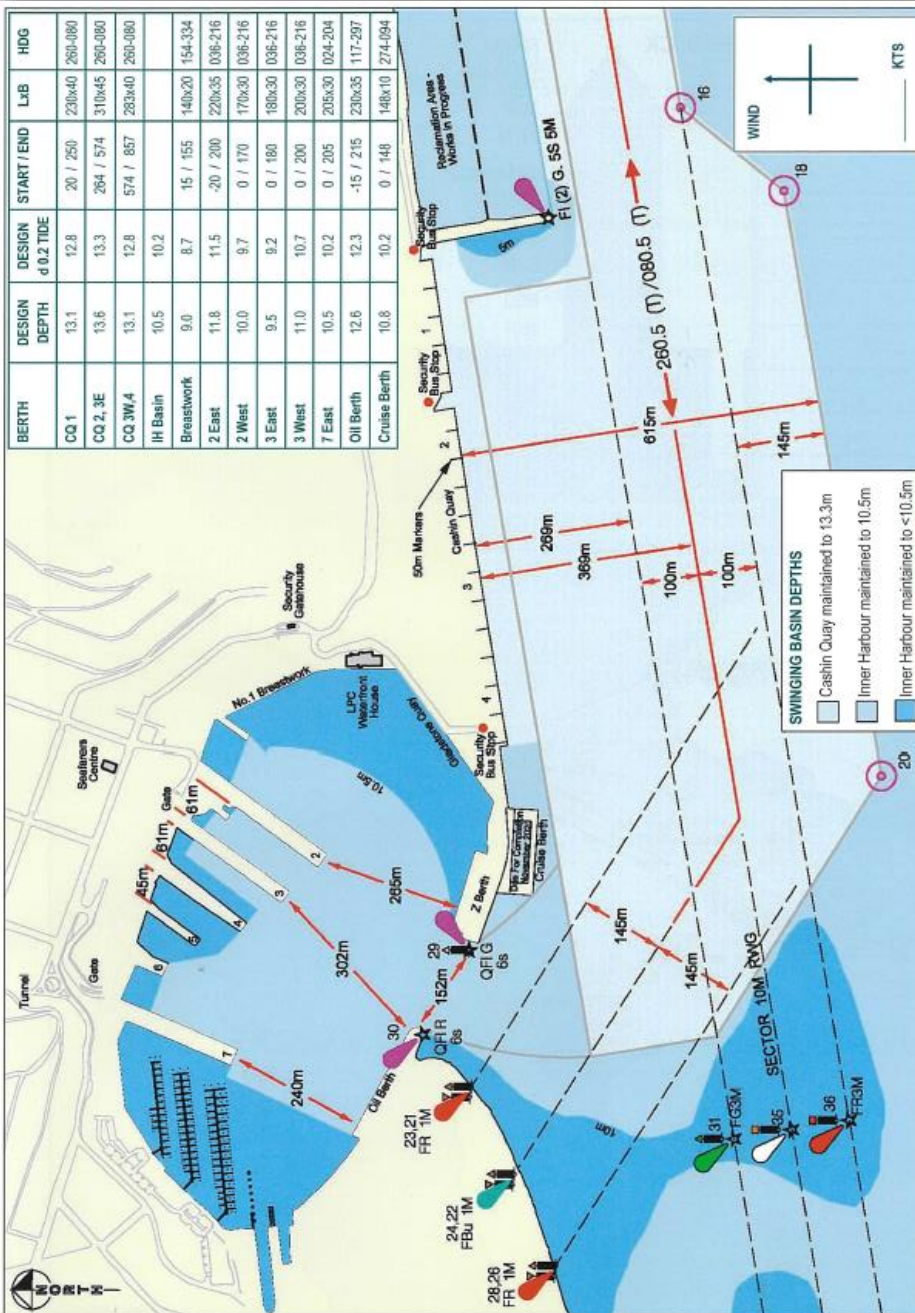 BERTH DESIGN DEPTH DESIGN d 0.2 TIDE START / END LxB HDG
CQ 1 13.1 12.8 20 / 250 230x40 260-080
CQ 2, 3E 13.6 13.3 264 / 574 310x45 260-080
CQ 3W,4 13.1 12.8 574 / 857 283x40 260-080
IH Basin 10.5 10.2
Breastwork 9.0 8.7 15 / 155 140x20 154-334
2 East 11.8 11.5 -20 / 200 220x35 036-216
2 West 10.0 9.7 0 / 170 170x30 036-216
3 East 9.5 9.2 0 / 180 180x30 036-216
3 West 11.0 10.7 0 / 200 200x30 036-216
7 East 10.5 10.2 0 / 205 205x30 024-204
Oil Berth 12.6 12.3 -15 / 215 230x35 117-297
Cruise Berth 10.8 10.2 0 / 148 148x10 274-094
NORTH
Tunnel
Gate
Seafarers
Centre
Gate
45m
61m
61m
6
5
4
3
2
7
No.1 Breastwork
Security
Gatehouse
LPC
Waterfront
House
Gladstone Quay
10.5m
240m
302m
265m
Oil Berth
30
QFl R
6s
152m
29
QFl G
6s
Z Berth
Due For Completion
November 2020
Cruise Berth
Security
Bus Stop
4
3
Cashin Quay
50m Markers
2
Security
Bus Stop
1
Security
Bus Stop
Reclamation Area -
Works in Progress
5m
Fl (2) G. 5S 5M
23,21
FR 1M
24,22
FBu 1M
28,26
FR 1M
269m
369m
100m
100m
615m
145m
145m
145m
260.5 (T) /080.5 (T)
10m
SECTOR 10M RWG
31
FG3M
35
36
FR3M
16
18
20
SWINGING BASIN DEPTHS
Cashin Quay maintained to 13.3m
Inner Harbour maintained to 10.5m
Inner Harbour maintained to <10.5m
WIND
KTS